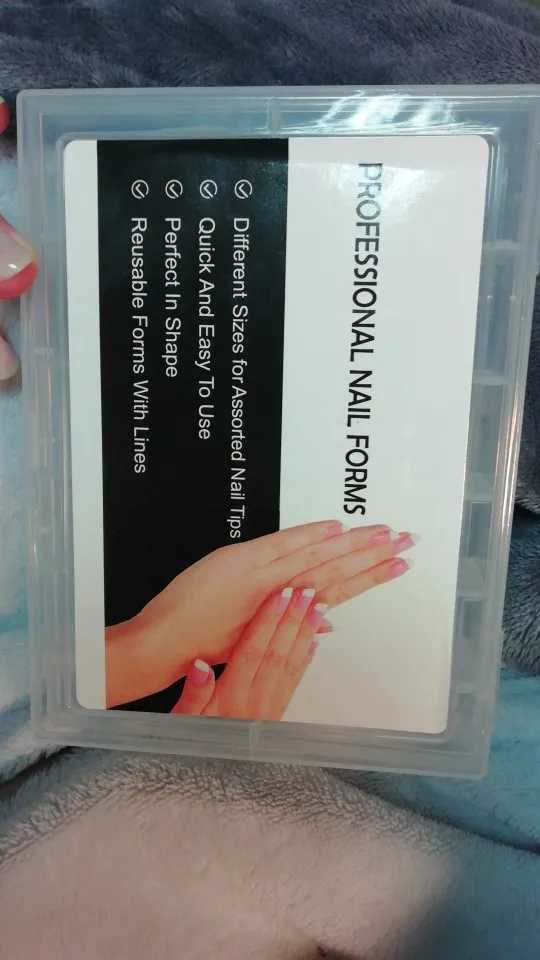 PROFESSIONAL NAIL FORMS
Different Sizes for Assorted Nail Tips
Quick And Easy To Use
Perfect In Shape
Reusable Forms With Lines